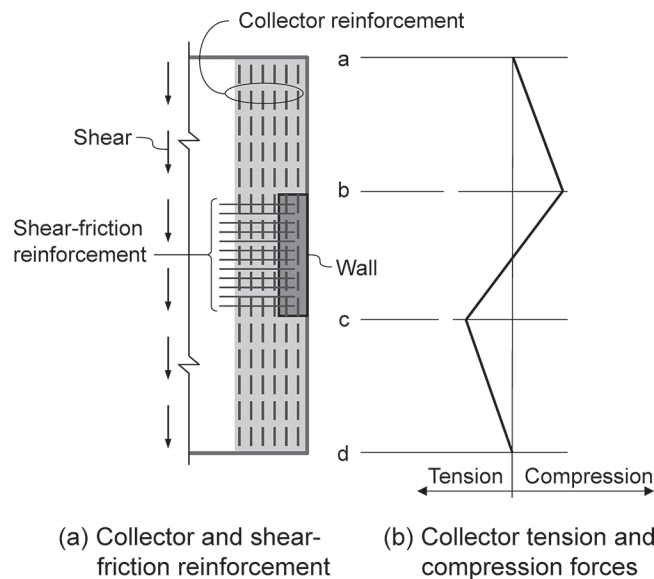 Collector reinforcement
Shear
Shear-friction
reinforcement
Wall
a
b
c
d
Tension
Compression
(a) Collector and shear-
friction reinforcement
(b) Collector tension and
compression forces